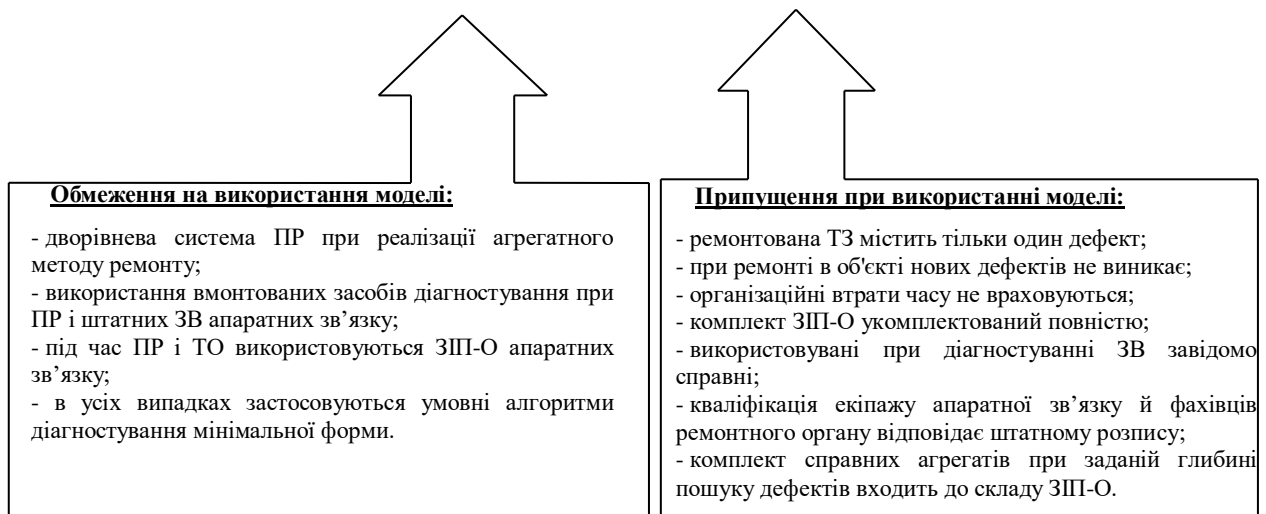 Обмеження на використання моделі:
- дворівнева система ПР при реалізації агрегатного
методу ремонту;
- використання вмонтованих засобів діагностування при
ПР і штатних ЗВ апаратних зв’язку;
- під час ПР і ТО використовуються ЗІП-О апаратних
зв’язку;
- в усіх випадках застосовуються умовні алгоритми
діагностування мінімальної форми.
Припущення при використанні моделі:
- ремонтована ТЗ містить тільки один дефект;
- при ремонті в об'єкті нових дефектів не виникає;
- організаційні втрати часу не враховуються;
- комплект ЗІП-О укомплектований повністю;
- використовувані при діагностуванні ЗВ завідомо
справні;
- кваліфікація екіпажу апаратної зв’язку й фахівців
ремонтного органу відповідає штатному розпису;
- комплект справних агрегатів при заданій глибині
пошуку дефектів входить до складу ЗІП-О.